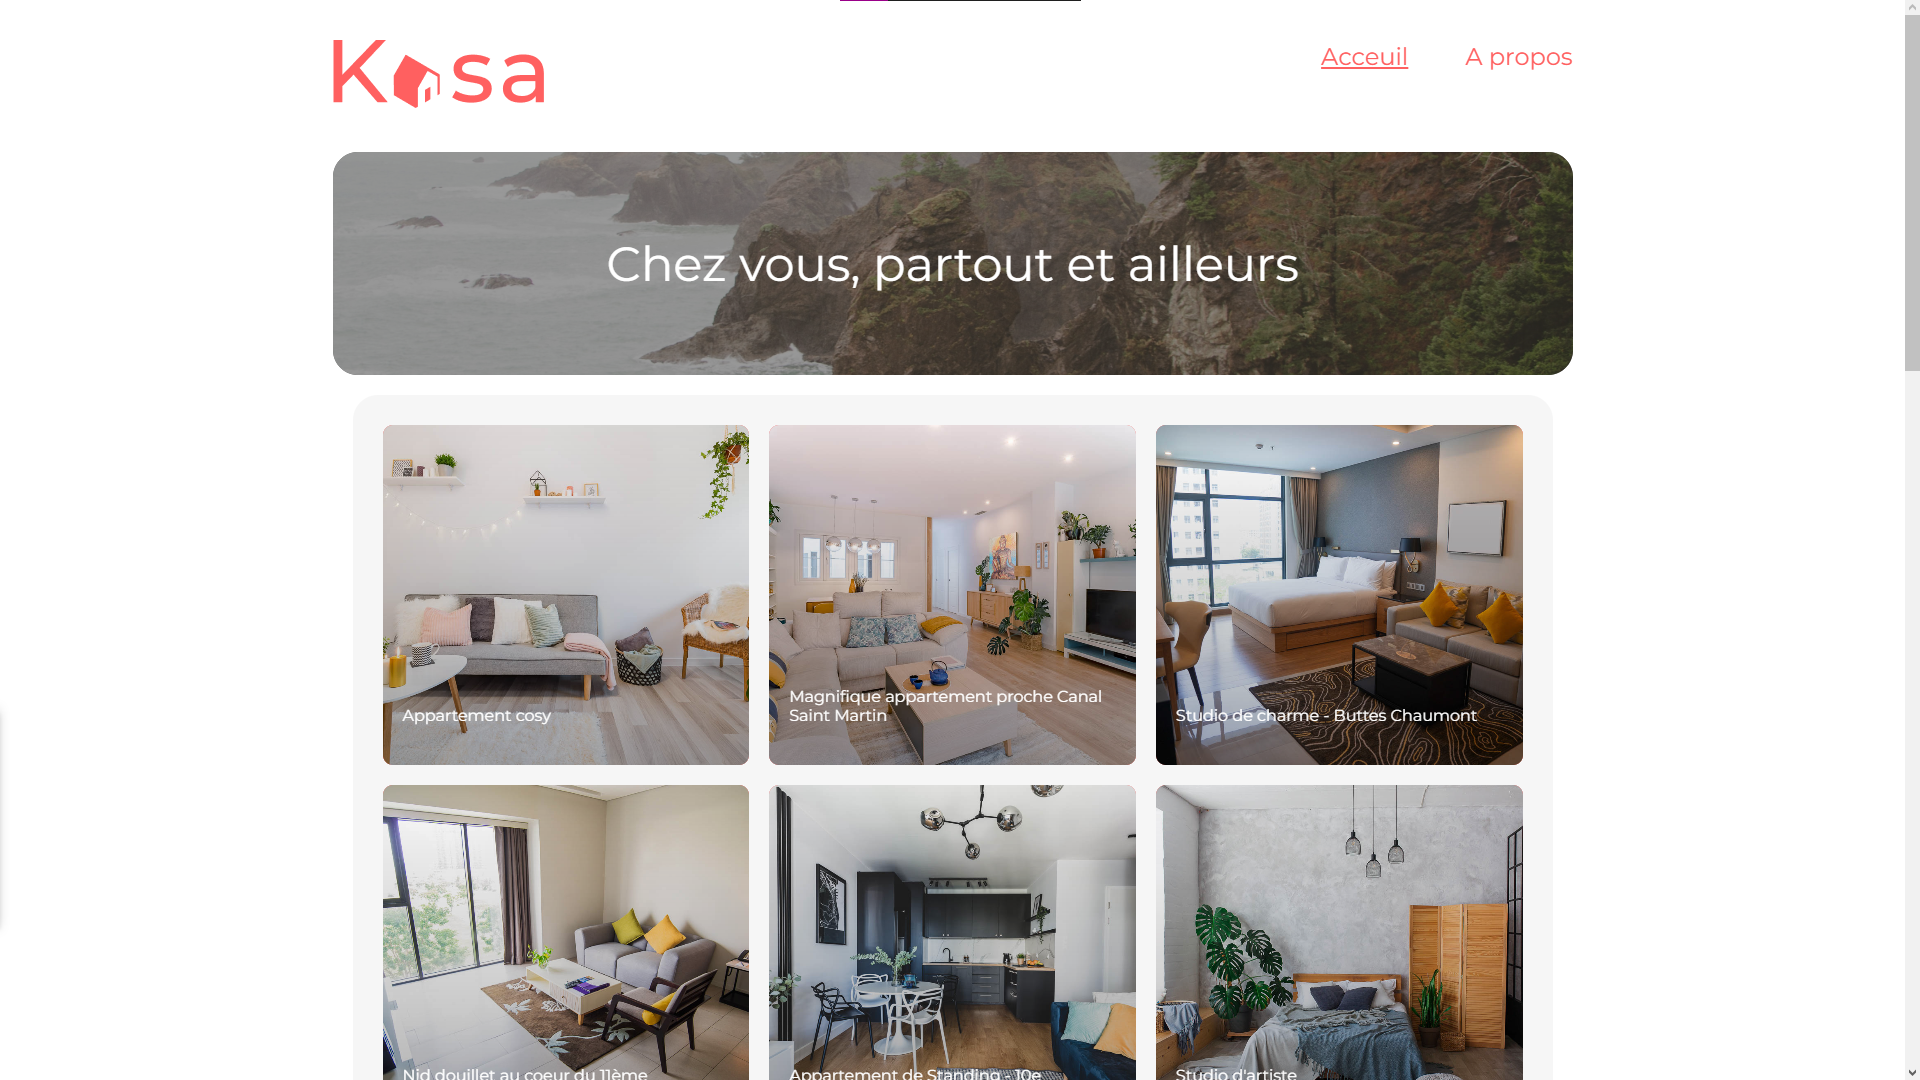 Kasa
Acceuil
A propos
Chez vous, partout et ailleurs
Appartement cosy
Magnifique appartement proche Canal
Saint Martin
Studio de charme - Buttes Chaumont
Nid douillet au coeur du 11ème
Appartement de Standing - 10e
Studio d'artiste